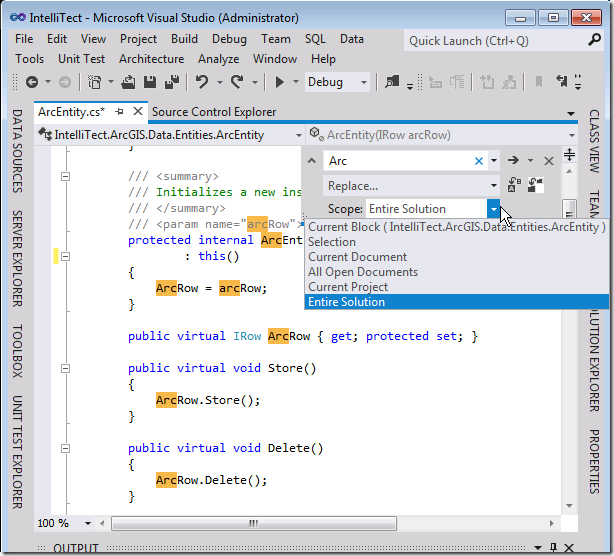 IntelliTect - Microsoft Visual Studio (Administrator)
File Edit View Project Build Debug Team SQL Data
Quick Launch (Ctrl+Q)
Tools Unit Test Architecture Analyze Window Help
Debug
ArcEntity.cs* Source Control Explorer
IntelliTect.ArcGIS.Data.Entities.ArcEntity
ArcEntity(IRow arcRow)
DATA SOURCES
SERVER EXPLORER
TOOLBOX
UNIT TEST EXPLORER
}
/// <summary>
/// Initializes a new ins
/// </summary>
/// <param name="arcRow">
protected internal ArcEnt
: this()
{
ArcRow = arcRow;
}
public virtual IRow ArcRow { get; protected set; }
public virtual void Store()
{
ArcRow.Store();
}
public virtual void Delete()
{
ArcRow.Delete();
}
Arc
Replace...
Scope: Entire Solution
Current Block ( IntelliTect.ArcGIS.Data.Entities.ArcEntity )
Selection
Current Document
All Open Documents
Current Project
Entire Solution
CLASS VIEW
TEAM
OLUTION EXPLORER
PROPERTIES
100 %
OUTPUT